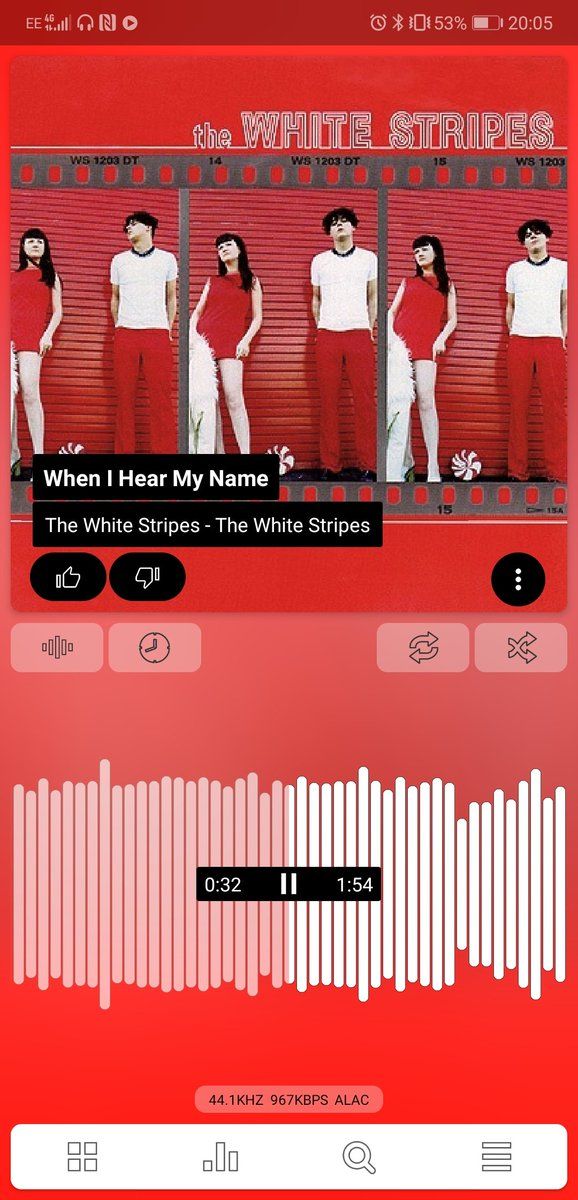 EE 4G 53% 20:05
the WHITE STRIPES
WS 1203 DT 14 WS 1203 DT 15 WS 1203
When I Hear My Name
The White Stripes - The White Stripes
15 15A
0:32 1:54
44.1KHZ 967KBPS ALAC